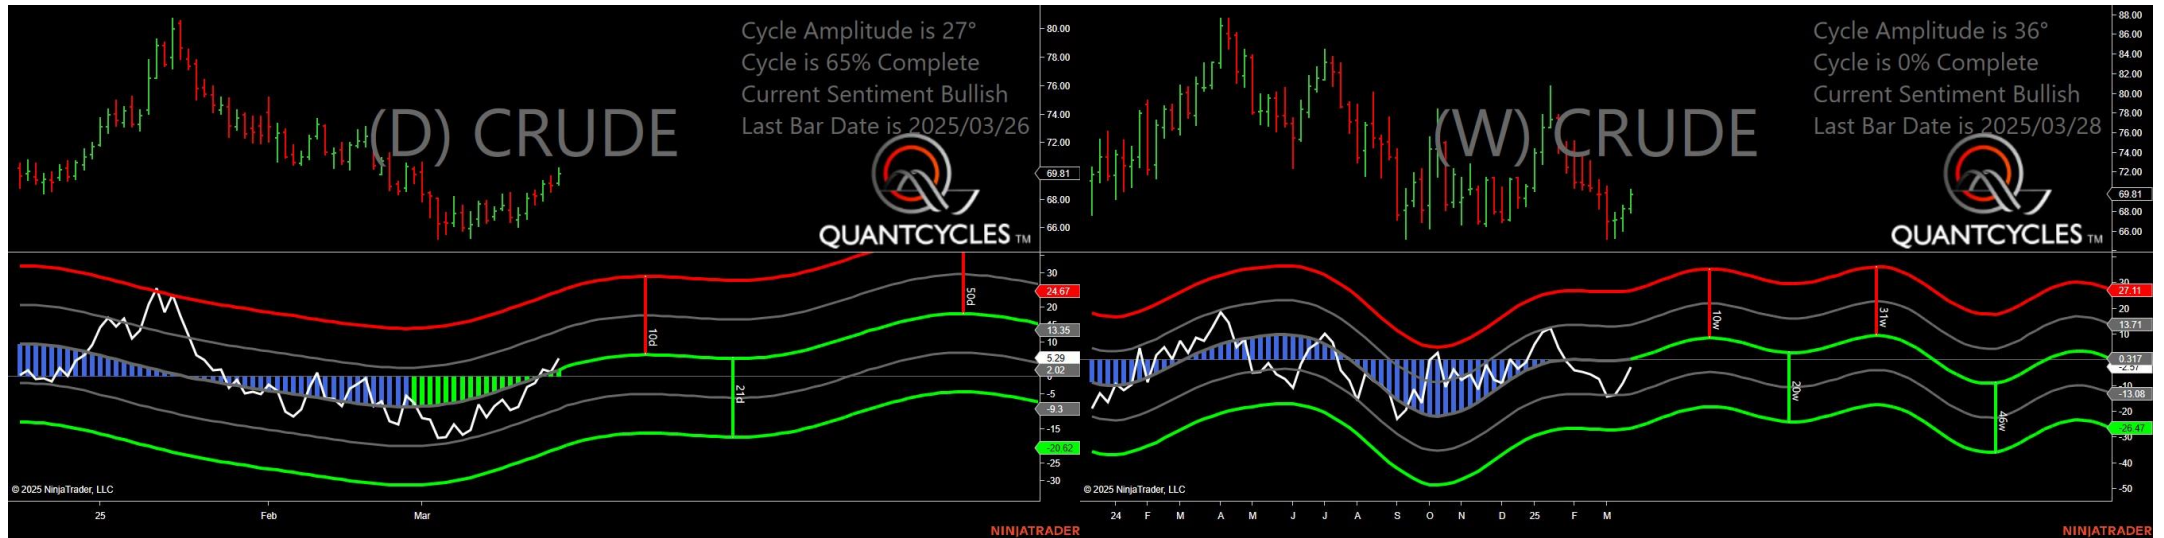 Cycle Amplitude is 27°
Cycle is 65% Complete
Current Sentiment Bullish
Last Bar Date is 2025/03/26
(D) CRUDE
QUANTCYCLES TM
80.00
78.00
76.00
74.00
72.00
69.81
68.00
66.00
30
24.67
20
13.35
10
5.29
2.02
-5
-9.3
-15
-20.62
-25
-30
10d
21d
50d
© 2025 NinjaTrader, LLC
25 Feb Mar
NINJATRADER
Cycle Amplitude is 36°
Cycle is 0% Complete
Current Sentiment Bullish
Last Bar Date is 2025/03/28
(W) CRUDE
QUANTCYCLES TM
88.00
86.00
84.00
82.00
80.00
78.00
76.00
74.00
72.00
69.81
68.00
66.00
27.11
20
13.71
0.317
-2.57
-10
-13.08
-20
-26.47
-30
-40
-50
10w
20w
31w
46w
© 2025 NinjaTrader, LLC
24 F M A M J J A S O N D 25 F M
NINJATRADER